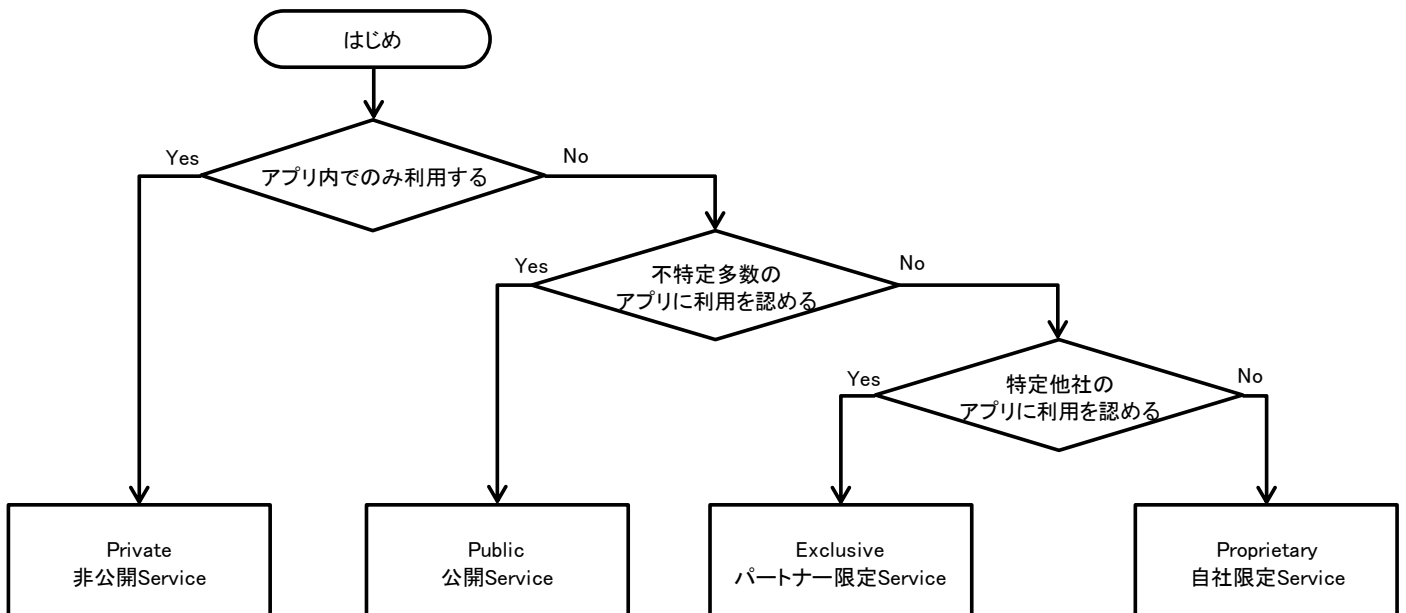 はじめ
Yes
No
アプリ内でのみ利用する
Yes
No
不特定多数の
アプリに利用を認める
Yes
No
特定他社の
アプリに利用を認める
Private
非公開Service
Public
公開Service
Exclusive
パートナー限定Service
Proprietary
自社限定Service